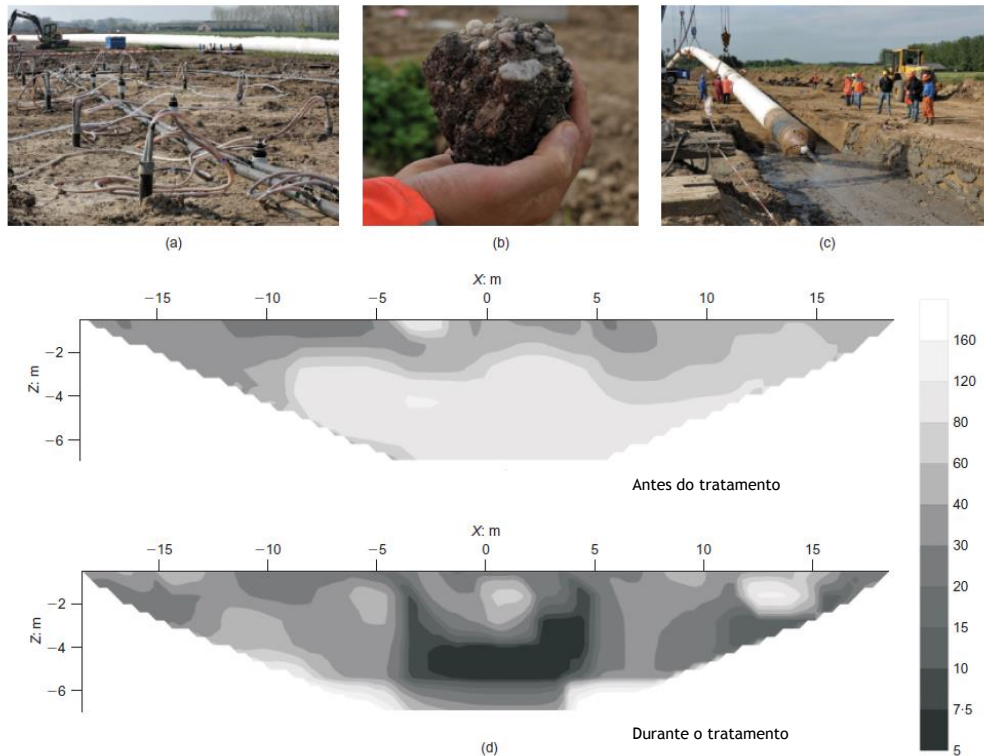 (a)
(b)
(c)
X: m
−15 −10 −5 0 5 10 15
Z: m
−2
−4
−6
Antes do tratamento
X: m
−15 −10 −5 0 5 10 15
Z: m
−2
−4
−6
Durante o tratamento
(d)
160
120
80
60
40
30
20
15
10
7·5
5